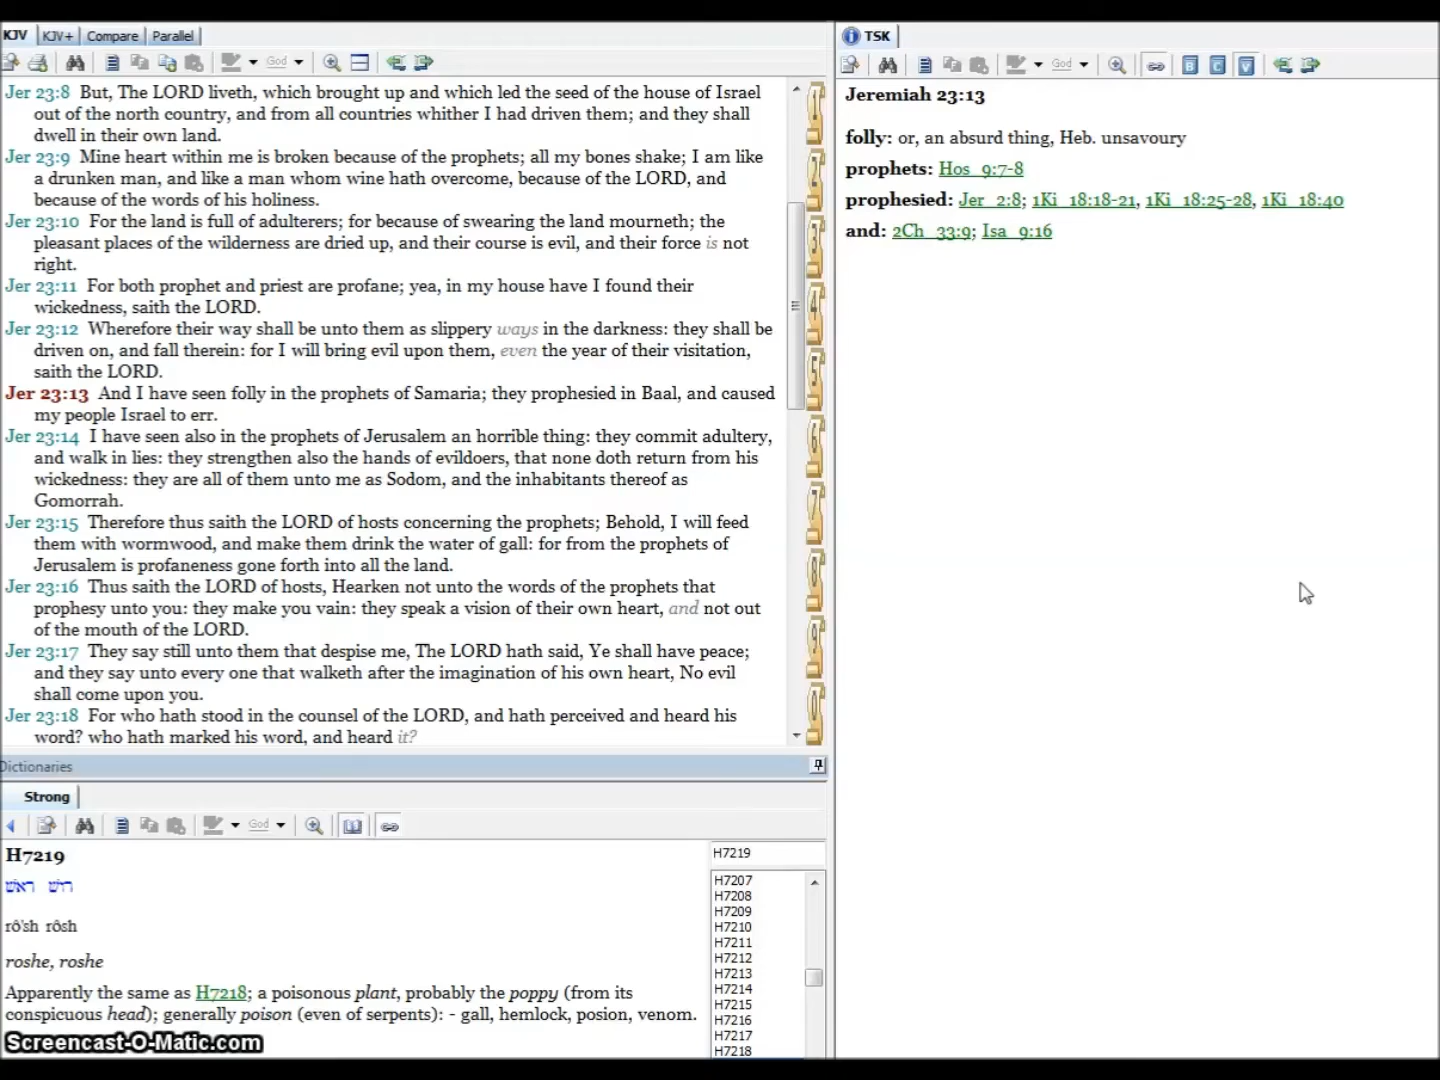 KJV KJV+ Compare Parallel
God
Jer 23:8 But, The LORD liveth, which brought up and which led the seed of the house of Israel
out of the north country, and from all countries whither I had driven them; and they shall
dwell in their own land.
Jer 23:9 Mine heart within me is broken because of the prophets; all my bones shake; I am like
a drunken man, and like a man whom wine hath overcome, because of the LORD, and
because of the words of his holiness.
Jer 23:10 For the land is full of adulterers; for because of swearing the land mourneth; the
pleasant places of the wilderness are dried up, and their course is evil, and their force is not
right.
Jer 23:11 For both prophet and priest are profane; yea, in my house have I found their
wickedness, saith the LORD.
Jer 23:12 Wherefore their way shall be unto them as slippery ways in the darkness: they shall be
driven on, and fall therein: for I will bring evil upon them, even the year of their visitation,
saith the LORD.
Jer 23:13 And I have seen folly in the prophets of Samaria; they prophesied in Baal, and caused
my people Israel to err.
Jer 23:14 I have seen also in the prophets of Jerusalem an horrible thing: they commit adultery,
and walk in lies: they strengthen also the hands of evildoers, that none doth return from his
wickedness: they are all of them unto me as Sodom, and the inhabitants thereof as
Gomorrah.
Jer 23:15 Therefore thus saith the LORD of hosts concerning the prophets; Behold, I will feed
them with wormwood, and make them drink the water of gall: for from the prophets of
Jerusalem is profaneness gone forth into all the land.
Jer 23:16 Thus saith the LORD of hosts, Hearken not unto the words of the prophets that
prophesy unto you: they make you vain: they speak a vision of their own heart, and not out
of the mouth of the LORD.
Jer 23:17 They say still unto them that despise me, The LORD hath said, Ye shall have peace;
and they say unto every one that walketh after the imagination of his own heart, No evil
shall come upon you.
Jer 23:18 For who hath stood in the counsel of the LORD, and hath perceived and heard his
word? who hath marked his word, and heard it?
1
2
3
4
5
6
7
8
9
0
Dictionaries
Strong
God
H7219
ראשׁ רושׁ
rô'sh rôsh
roshe, roshe
Apparently the same as H7218; a poisonous plant, probably the poppy (from its
conspicuous head); generally poison (even of serpents): - gall, hemlock, posion, venom.
Screencast-O-Matic.com
H7219
H7207
H7208
H7209
H7210
H7211
H7212
H7213
H7214
H7215
H7216
H7217
H7218
TSK
God
B C V
Jeremiah 23:13
folly: or, an absurd thing, Heb. unsavoury
prophets: Hos_9:7-8
prophesied: Jer_2:8; 1Ki_18:18-21, 1Ki_18:25-28, 1Ki_18:40
and: 2Ch_33:9; Isa_9:16